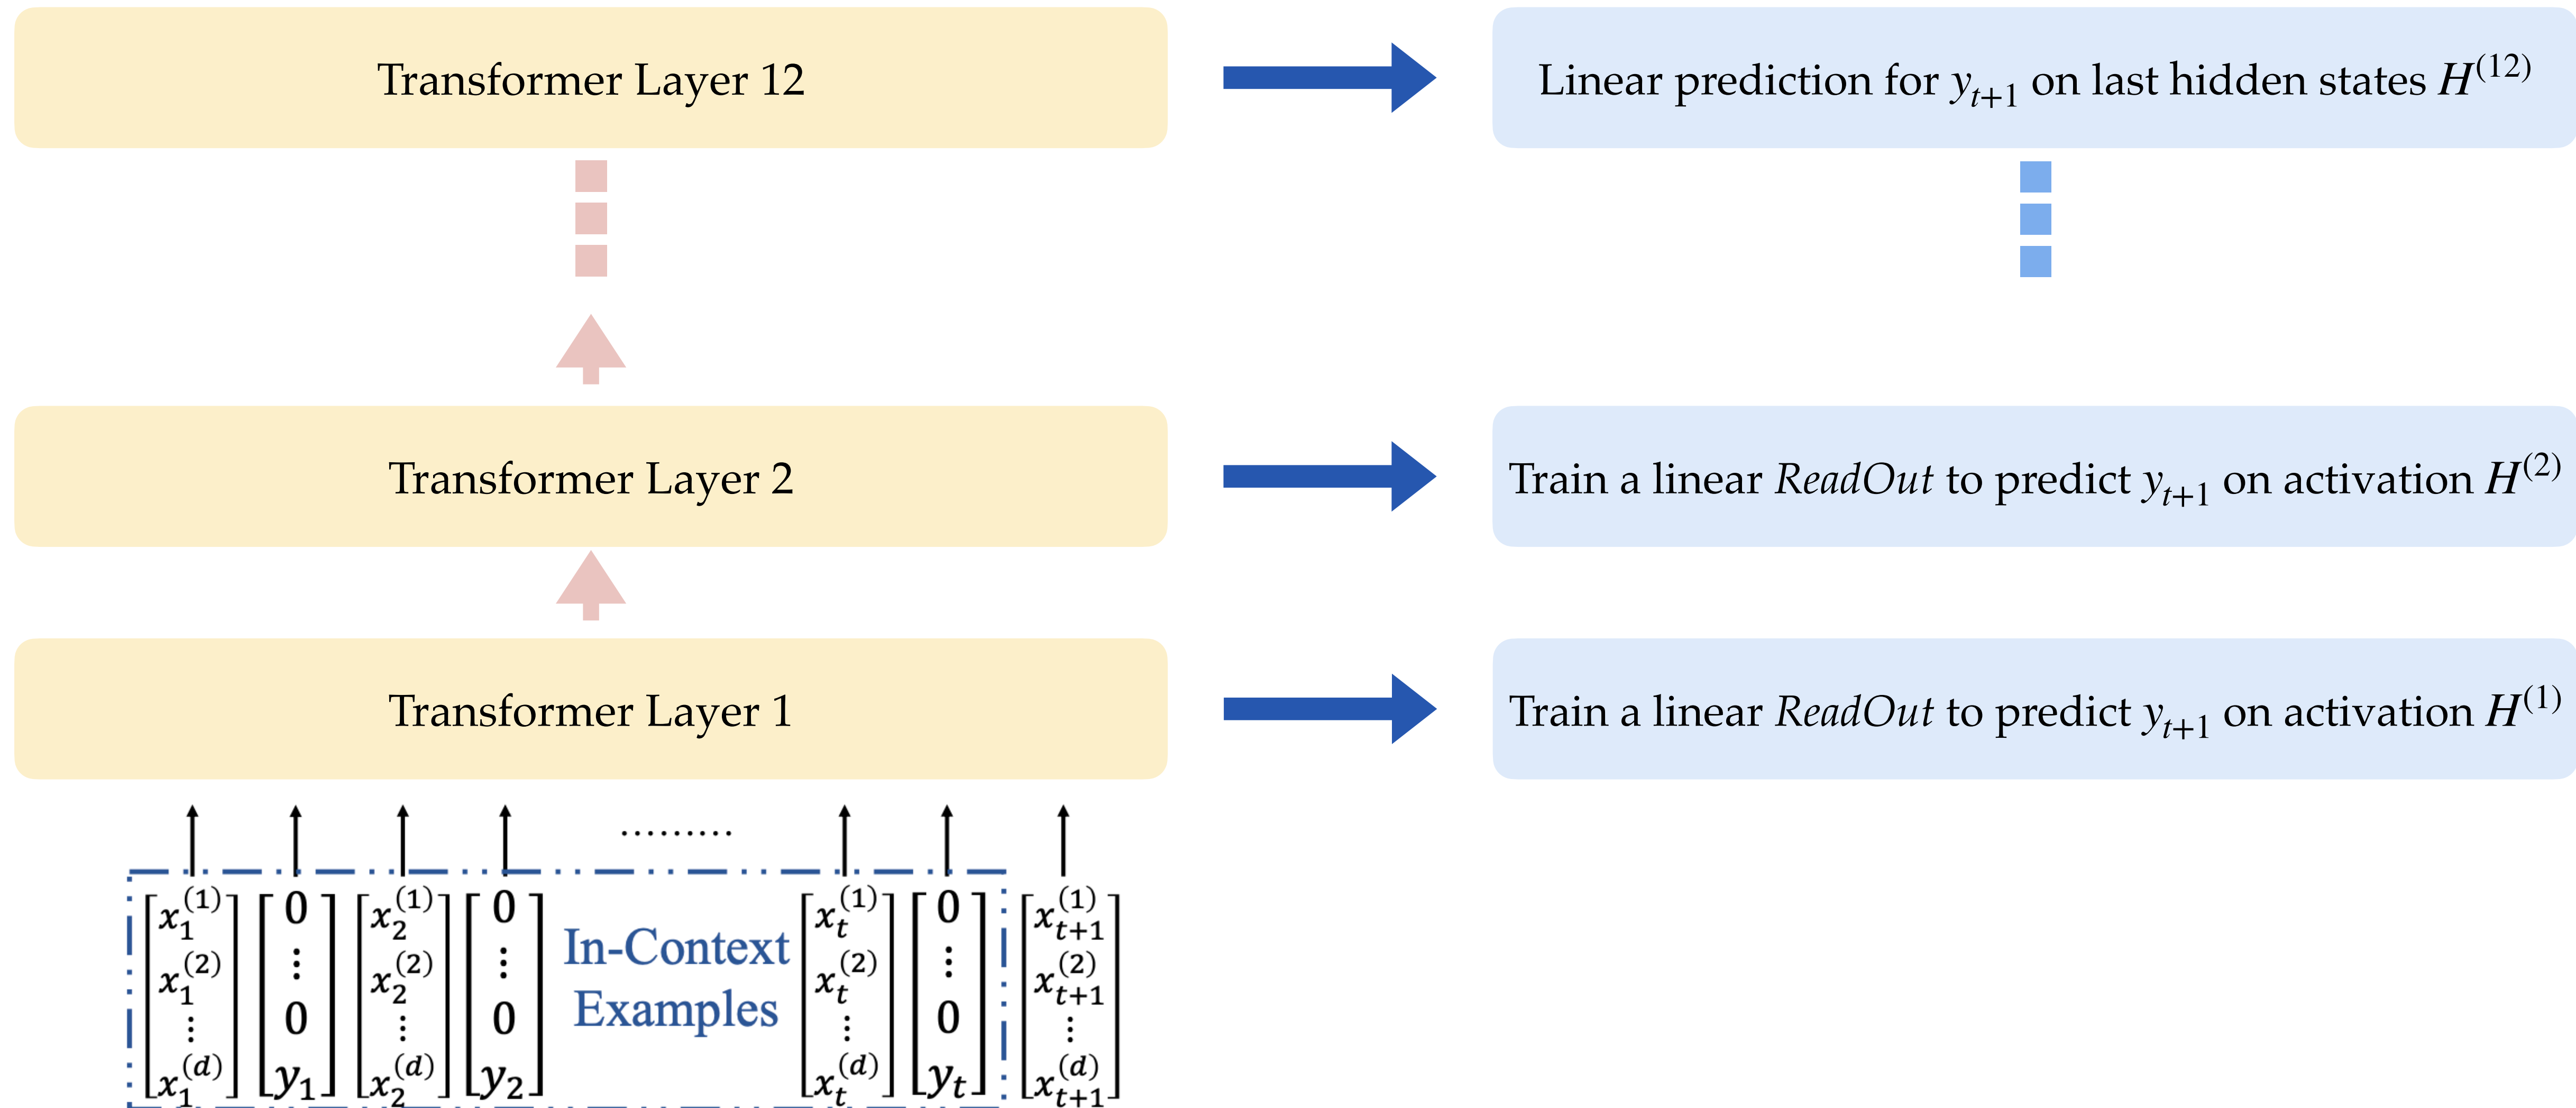 Transformer Layer 12
Linear prediction for y_{t+1} on last hidden states H^{(12)}
Transformer Layer 2
Train a linear ReadOut to predict y_{t+1} on activation H^{(2)}
Transformer Layer 1
Train a linear ReadOut to predict y_{t+1} on activation H^{(1)}
.........
x_1^{(1)} 0 x_2^{(1)} 0 x_t^{(1)} 0 x_{t+1}^{(1)}
In-Context
x_1^{(2)} ⋮ x_2^{(2)} ⋮ x_t^{(2)} ⋮ x_{t+1}^{(2)}
Examples
⋮ 0 ⋮ 0 ⋮ 0 ⋮
x_1^{(d)} y_1 x_2^{(d)} y_2 x_t^{(d)} y_t x_{t+1}^{(d)}